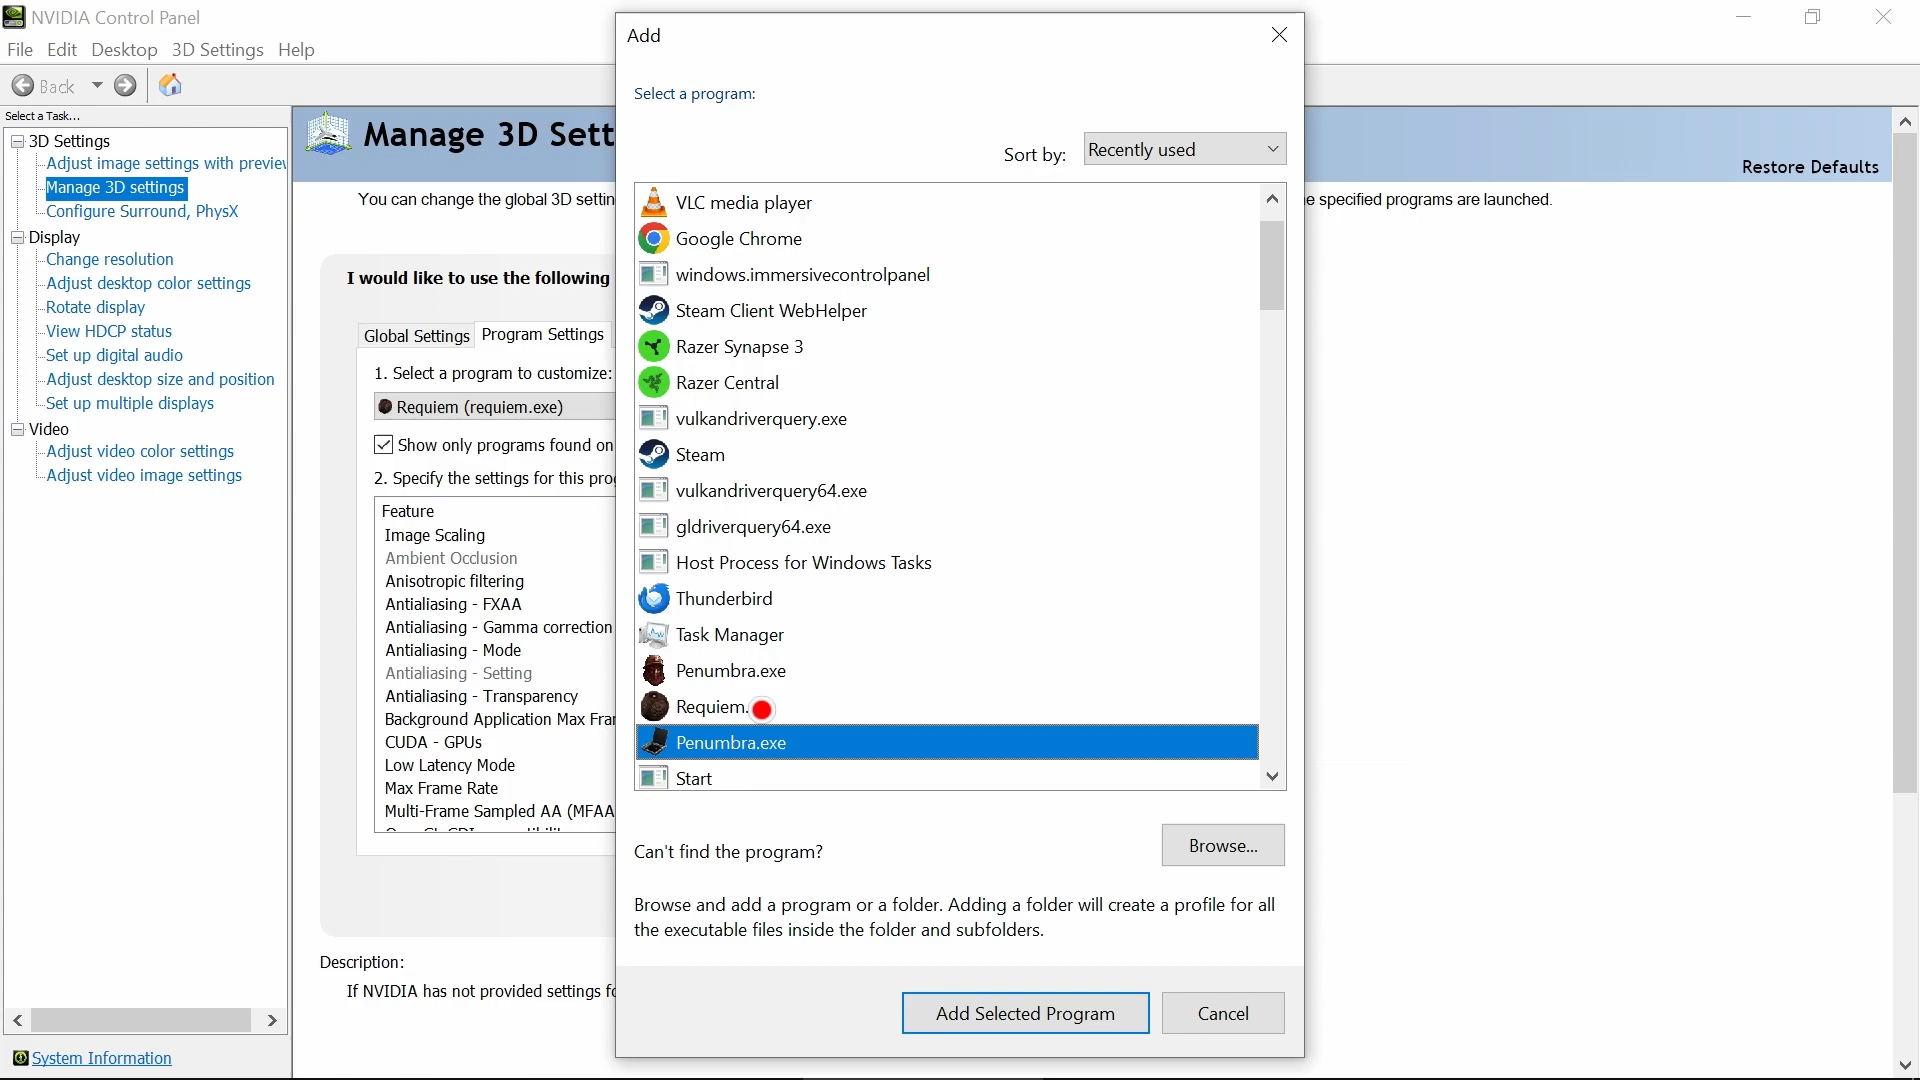 NVIDIA Control Panel
File Edit Desktop 3D Settings Help
Back
Select a Task...
3D Settings
Adjust image settings with preview
Manage 3D settings
Configure Surround, PhysX
Display
Change resolution
Adjust desktop color settings
Rotate display
View HDCP status
Set up digital audio
Adjust desktop size and position
Set up multiple displays
Video
Adjust video color settings
Adjust video image settings
System Information
Manage 3D Sett
Restore Defaults
You can change the global 3D settin
e specified programs are launched.
I would like to use the following
Global Settings Program Settings
1. Select a program to customize:
Requiem (requiem.exe)
Show only programs found on
2. Specify the settings for this pro
Feature
Image Scaling
Ambient Occlusion
Anisotropic filtering
Antialiasing - FXAA
Antialiasing - Gamma correction
Antialiasing - Mode
Antialiasing - Setting
Antialiasing - Transparency
Background Application Max Fra
CUDA - GPUs
Low Latency Mode
Max Frame Rate
Multi-Frame Sampled AA (MFAA
Description:
If NVIDIA has not provided settings fo
Add
Select a program:
Sort by: Recently used
VLC media player
Google Chrome
windows.immersivecontrolpanel
Steam Client WebHelper
Razer Synapse 3
Razer Central
vulkandriverquery.exe
Steam
vulkandriverquery64.exe
gldriverquery64.exe
Host Process for Windows Tasks
Thunderbird
Task Manager
Penumbra.exe
Requiem.
Penumbra.exe
Start
Can't find the program?
Browse...
Browse and add a program or a folder. Adding a folder will create a profile for all
the executable files inside the folder and subfolders.
Add Selected Program
Cancel